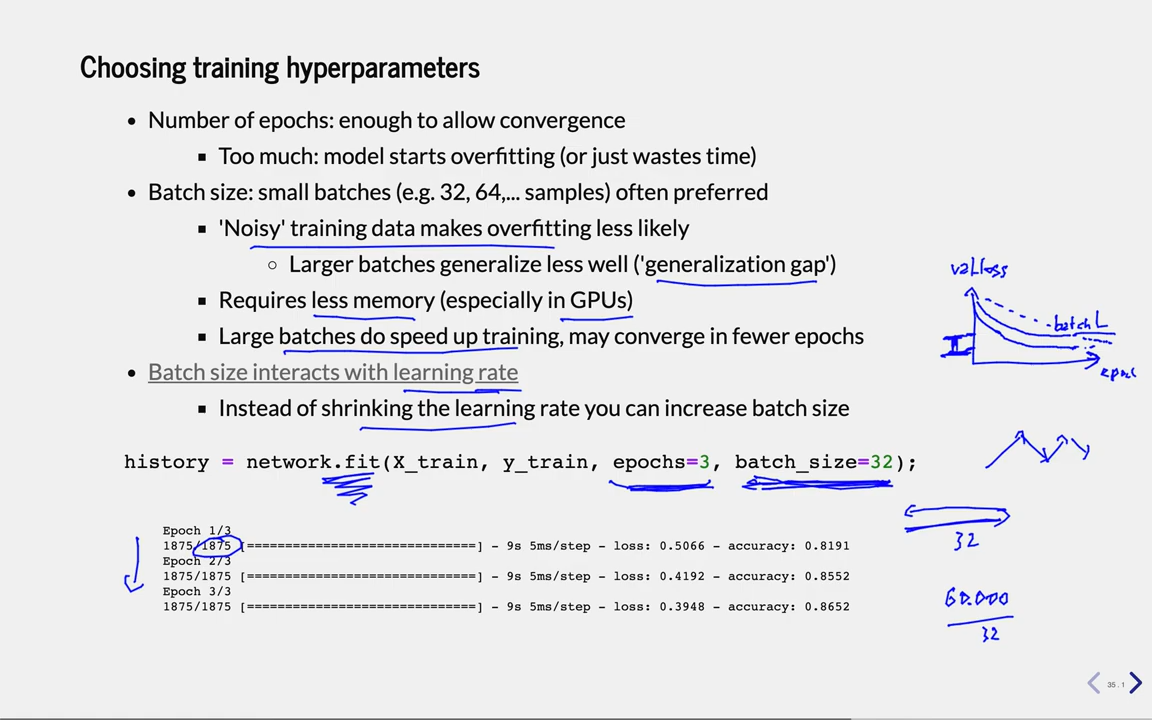 Choosing training hyperparameters
• Number of epochs: enough to allow convergence
▪ Too much: model starts overfitting (or just wastes time)
• Batch size: small batches (e.g. 32, 64,... samples) often preferred
▪ 'Noisy' training data makes overfitting less likely
○ Larger batches generalize less well ('generalization gap')
▪ Requires less memory (especially in GPUs)
▪ Large batches do speed up training, may converge in fewer epochs
• Batch size interacts with learning rate
▪ Instead of shrinking the learning rate you can increase batch size
val loss
batch L
epoc
history = network.fit(X_train, y_train, epochs=3, batch_size=32);
Epoch 1/3
1875/1875 [==============================] - 9s 5ms/step - loss: 0.5066 - accuracy: 0.8191
Epoch 2/3
1875/1875 [==============================] - 9s 5ms/step - loss: 0.4192 - accuracy: 0.8552
Epoch 3/3
1875/1875 [==============================] - 9s 5ms/step - loss: 0.3948 - accuracy: 0.8652
32
60.000
32
35 . 1